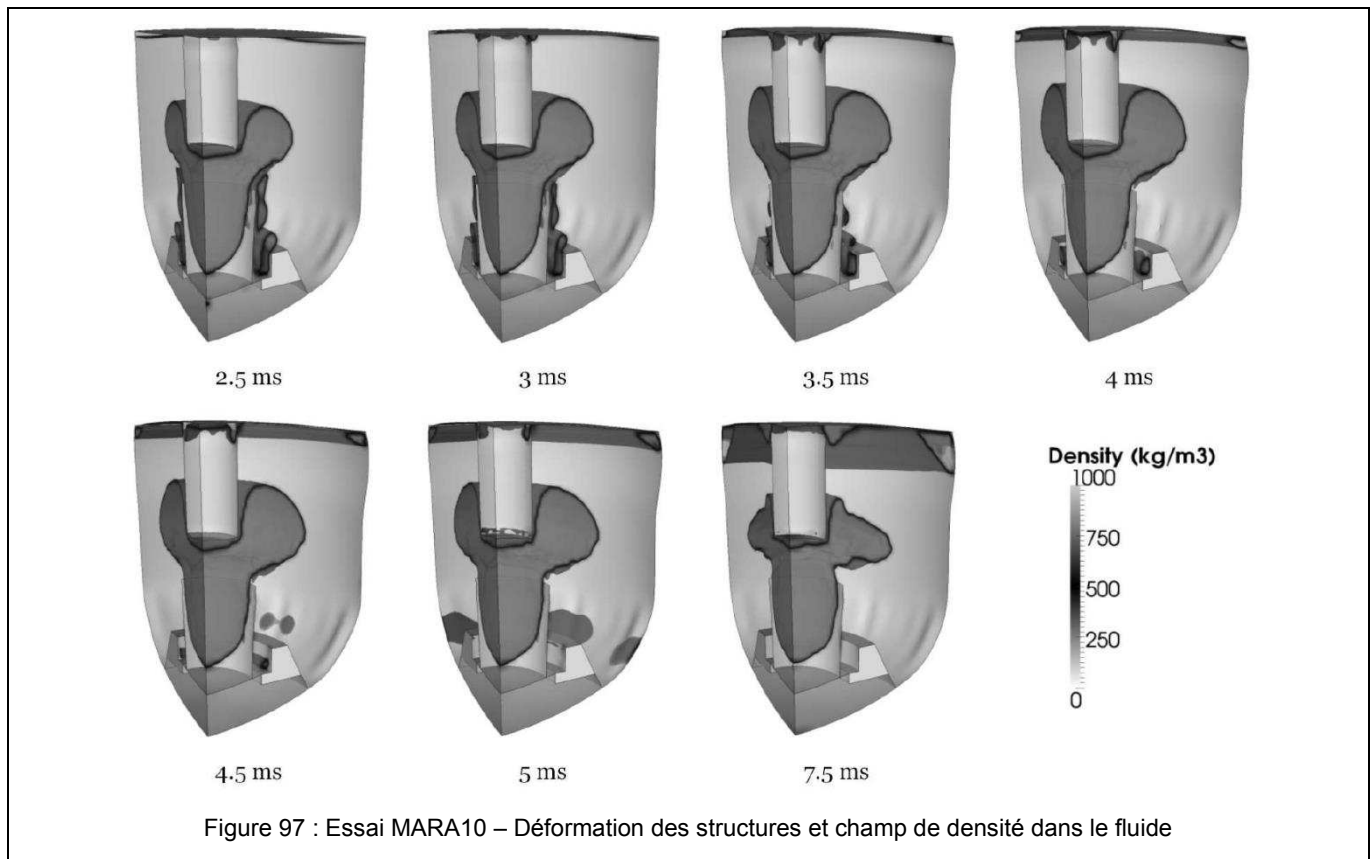 2.5 ms
3 ms
3.5 ms
4 ms
4.5 ms
5 ms
7.5 ms
Density (kg/m3)
1000
750
500
250
0
Figure 97 : Essai MARA10 – Déformation des structures et champ de densité dans le fluide